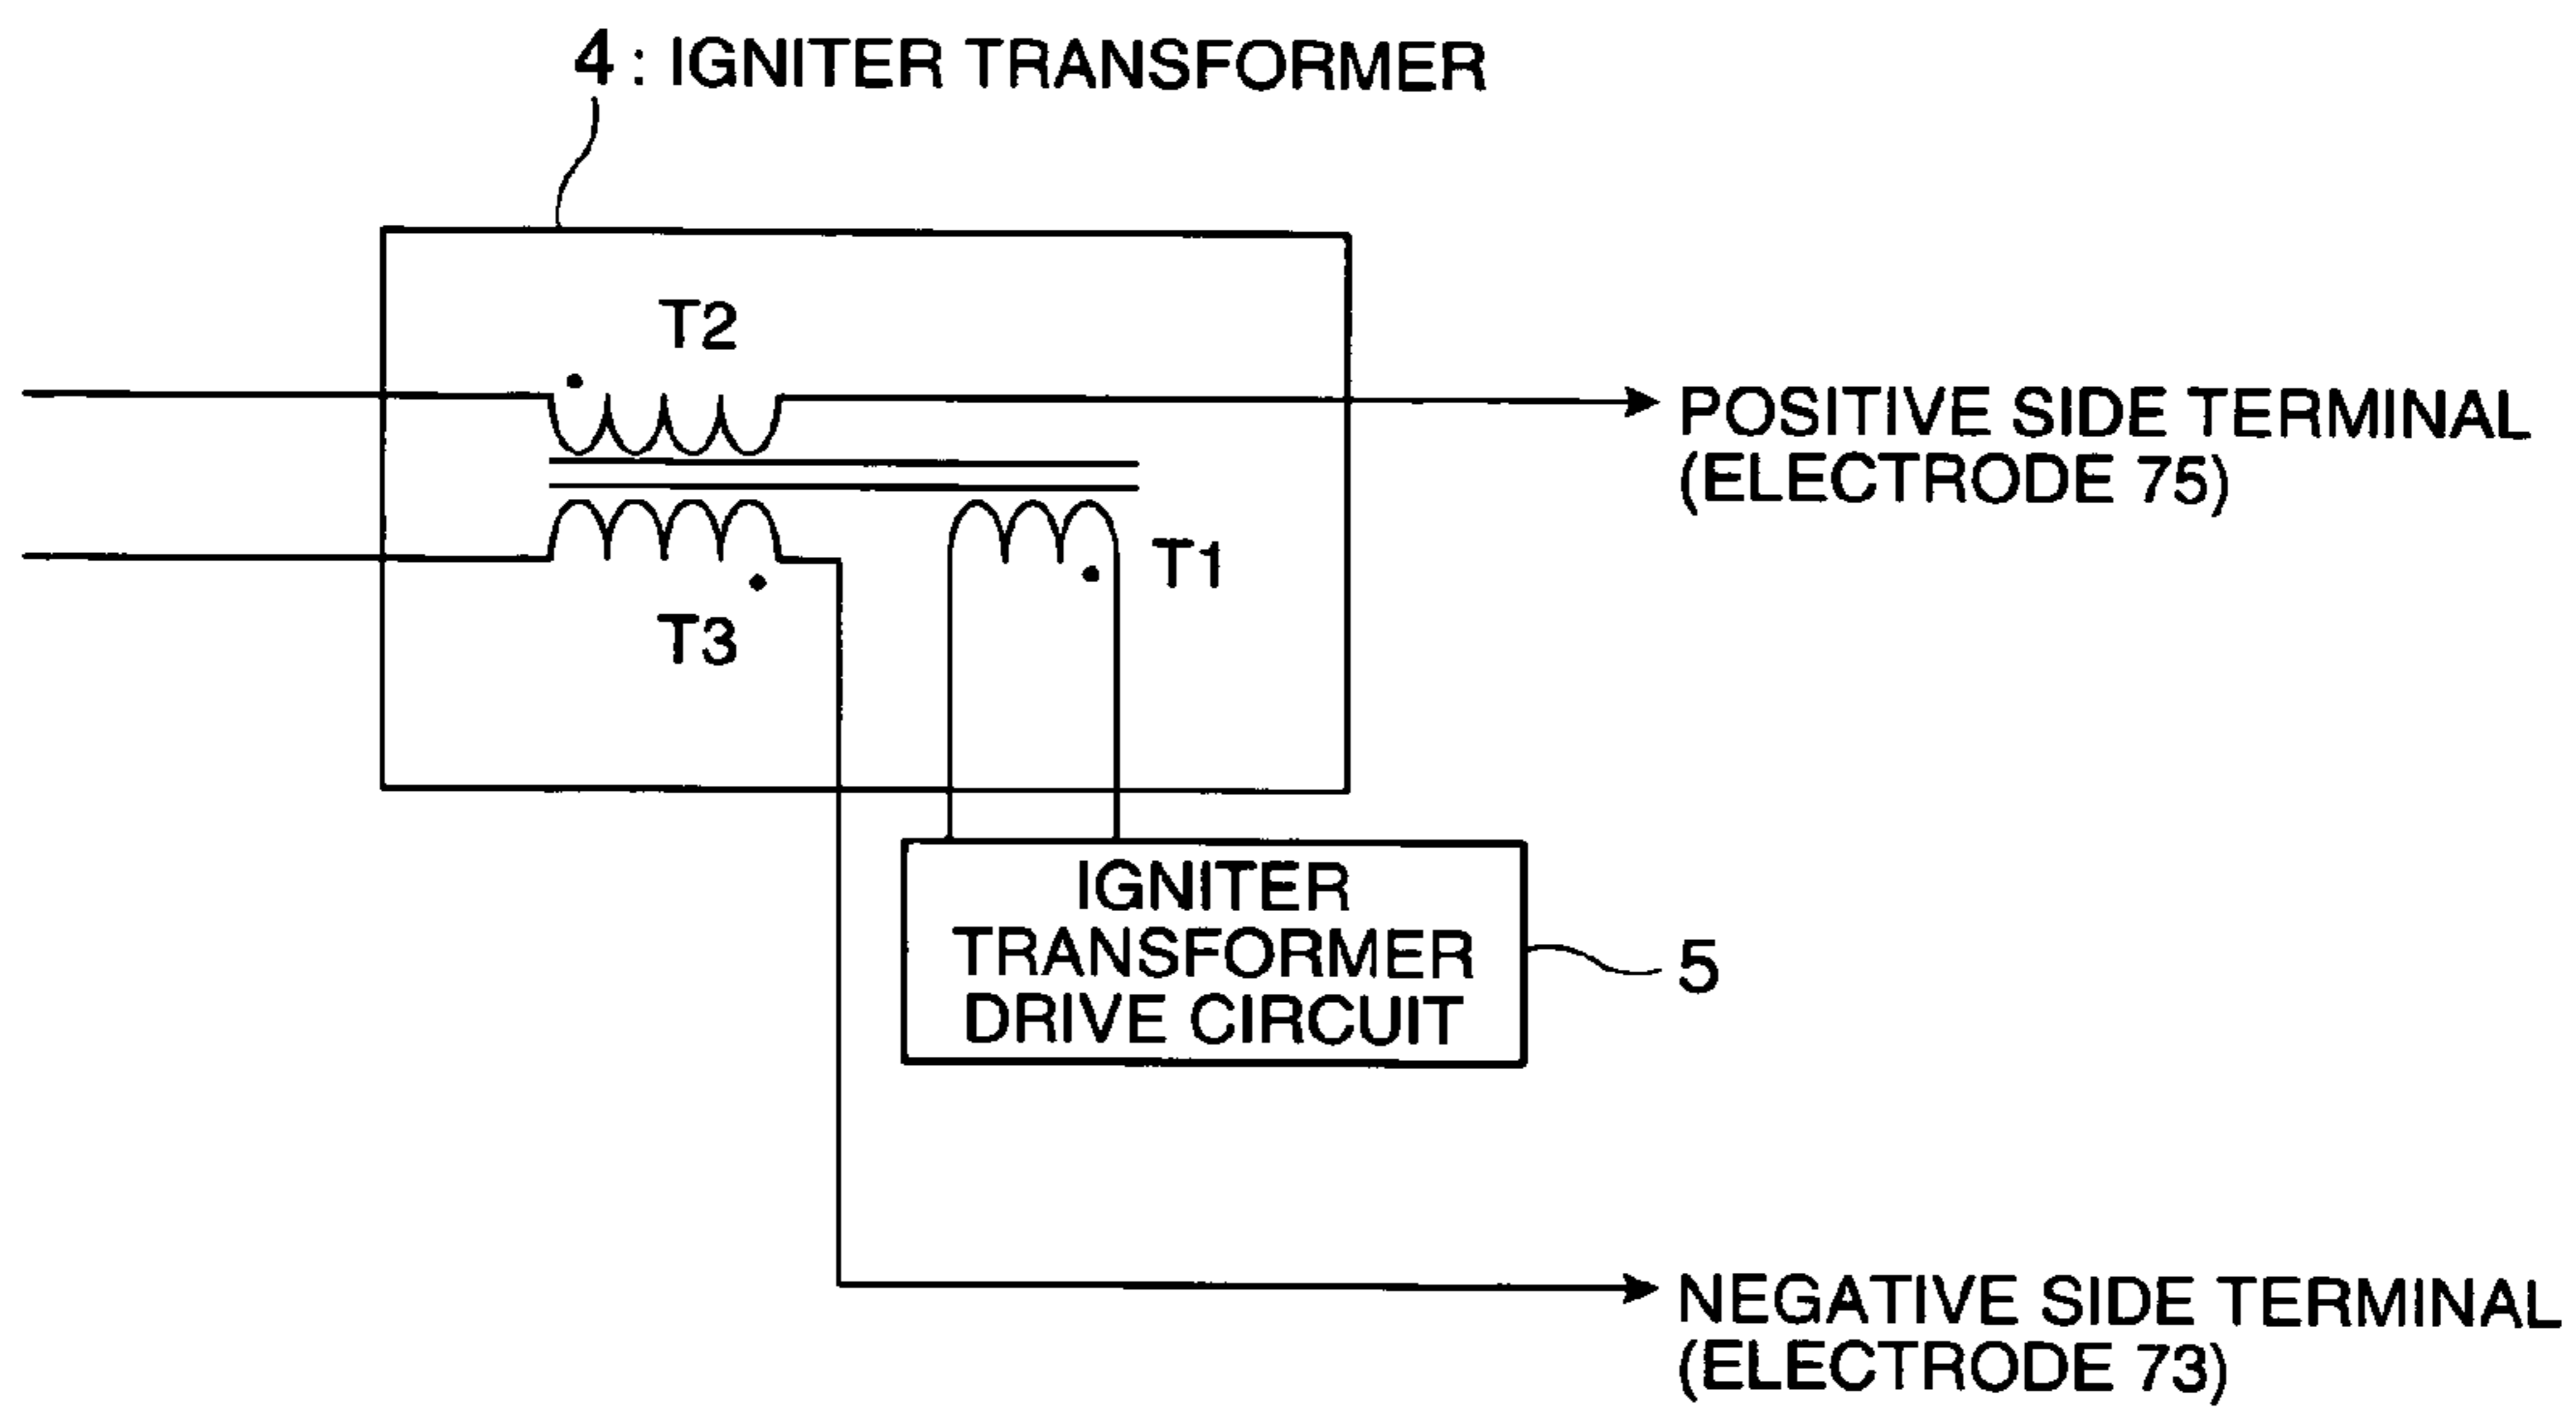 4 : IGNITER TRANSFORMER
T2
POSITIVE SIDE TERMINAL
(ELECTRODE 75)
T1
T3
IGNITER
TRANSFORMER
DRIVE CIRCUIT
5
NEGATIVE SIDE TERMINAL
(ELECTRODE 73)